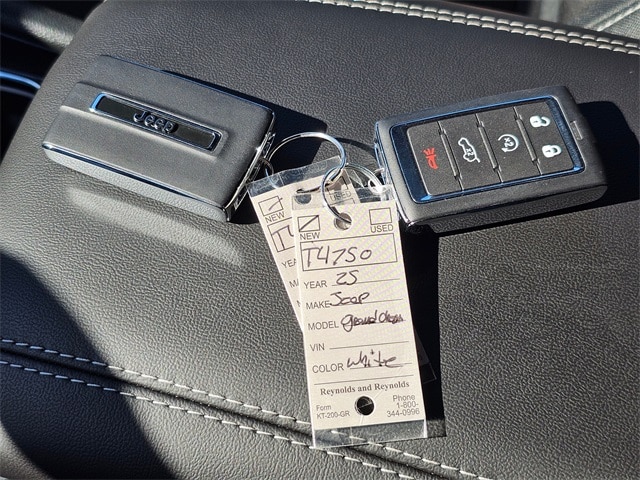 Jeep
NEW
USED
T4750
YEAR 25
MAKE Jeep
MODEL grand
VIN
COLOR white
Reynolds and Reynolds
Form
KT-200-GR
Phone
1-800-
344-0996